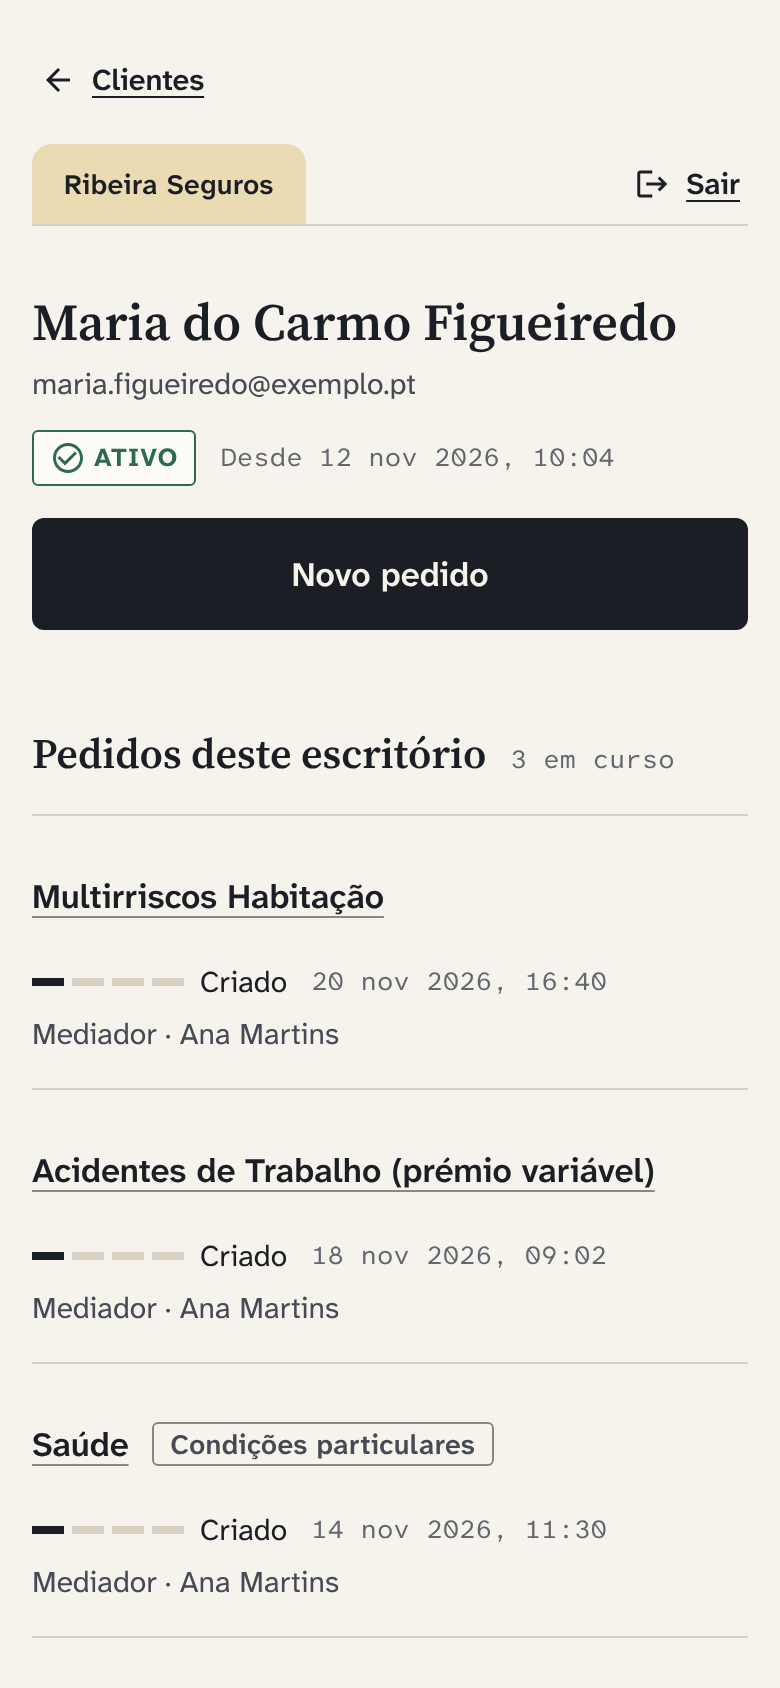 Clientes
Ribeira Seguros
Sair
Maria do Carmo Figueiredo
maria.figueiredo@exemplo.pt
ATIVO Desde 12 nov 2026, 10:04
Novo pedido
Pedidos deste escritório 3 em curso
Multirriscos Habitação
Criado 20 nov 2026, 16:40
Mediador · Ana Martins
Acidentes de Trabalho (prémio variável)
Criado 18 nov 2026, 09:02
Mediador · Ana Martins
Saúde Condições particulares
Criado 14 nov 2026, 11:30
Mediador · Ana Martins